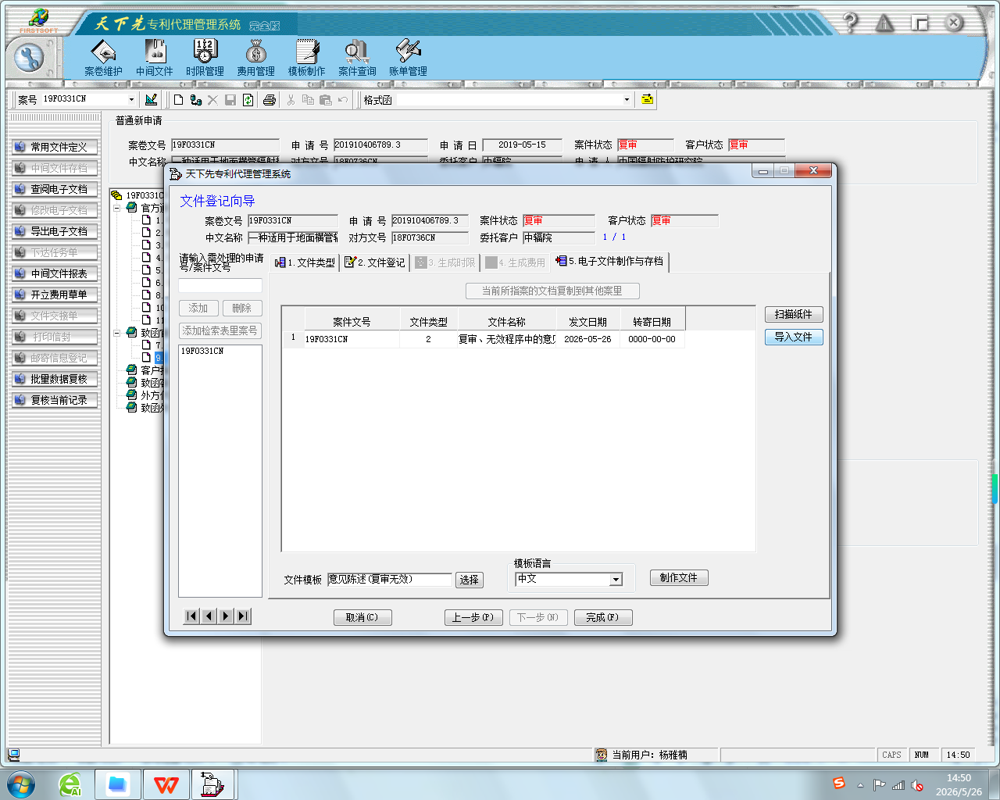 FIRSTSOFT
天下先专利代理管理系统 完全版
案卷维护 中间文件 时限管理 费用管理 模板制作 案件查询 账单管理
案号 19F0331CN 格式函
普通新申请
案卷文号 19F0331CN 申请号 201910406789.3 申请日 2019-05-15 案件状态 复审 客户状态 复审
中文名称 一种适用于地面横管辐射 对方文号 18F0736CN 委托客户 中辐院 申请人 中国辐射防护研究院
常用文件定义
中间文件存档
查阅电子文档
修改电子文档
导出电子文档
下达任务单
中间文件报表
开立费用草单
文件交接单
打印信封
邮寄信息登记
批量数据复核
复核当前记录
19F0331C
官方
1.
2.
3.
4.
5.
6.
8.
10
11
致函官
7.
9.
客户
致函客
外方
致函外
天下先专利代理管理系统
文件登记向导
案卷文号 19F0331CN 申请号 201910406789.3 案件状态 复审 客户状态 复审
中文名称 一种适用于地面横管辐 对方文号 18F0736CN 委托客户 中辐院 1 / 1
请输入需处理的申请号/案件文号
1.文件类型 2.文件登记 3.生成时限 4.生成费用 5.电子文件制作与存档
添加 删除
添加检索表里案号
19F0331CN
当前所指案的文档复制到其他案里
案件文号 文件类型 文件名称 发文日期 转寄日期
1 19F0331CN 2 复审、无效程序中的意见 2026-05-26 0000-00-00
扫描纸件
导入文件
文件模板 意见陈述(复审无效) 选择
模板语言
中文
制作文件
取消(C) 上一步(P) 下一步(N) 完成(F)
当前用户：杨雅楠 CAPS NUM 14:50
14:50
2026/5/26